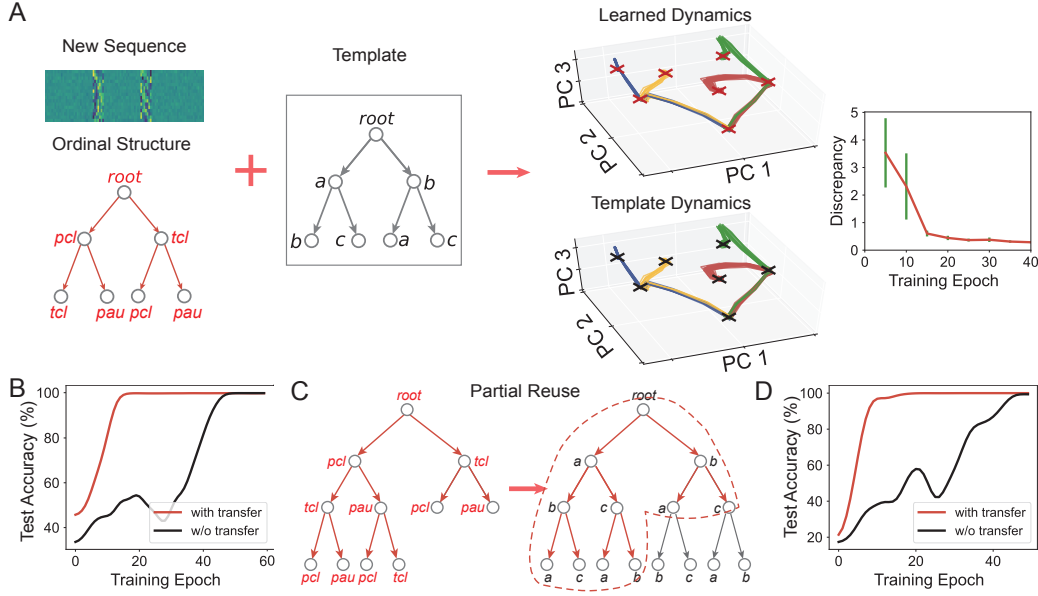 A
New Sequence
Ordinal Structure
root
pcl
tcl
tcl
pau
pcl
pau
Template
root
a
b
b
c
a
c
Learned Dynamics
PC 3
PC 2
PC 1
Template Dynamics
PC 3
PC 2
PC 1
5
4
3
2
1
0
Discrepancy
0 10 20 30 40
Training Epoch
B
100
80
60
40
Test Accuracy (%)
with transfer
w/o transfer
0 20 40 60
Training Epoch
C
Partial Reuse
root
pcl
tcl
tcl
pau
pcl
pau
pcl
pau
pcl
tcl
root
a
b
b
c
a
c
a
c
a
b
b
c
a
b
D
100
80
60
40
20
Test Accuracy (%)
with transfer
w/o transfer
0 20 40
Training Epoch